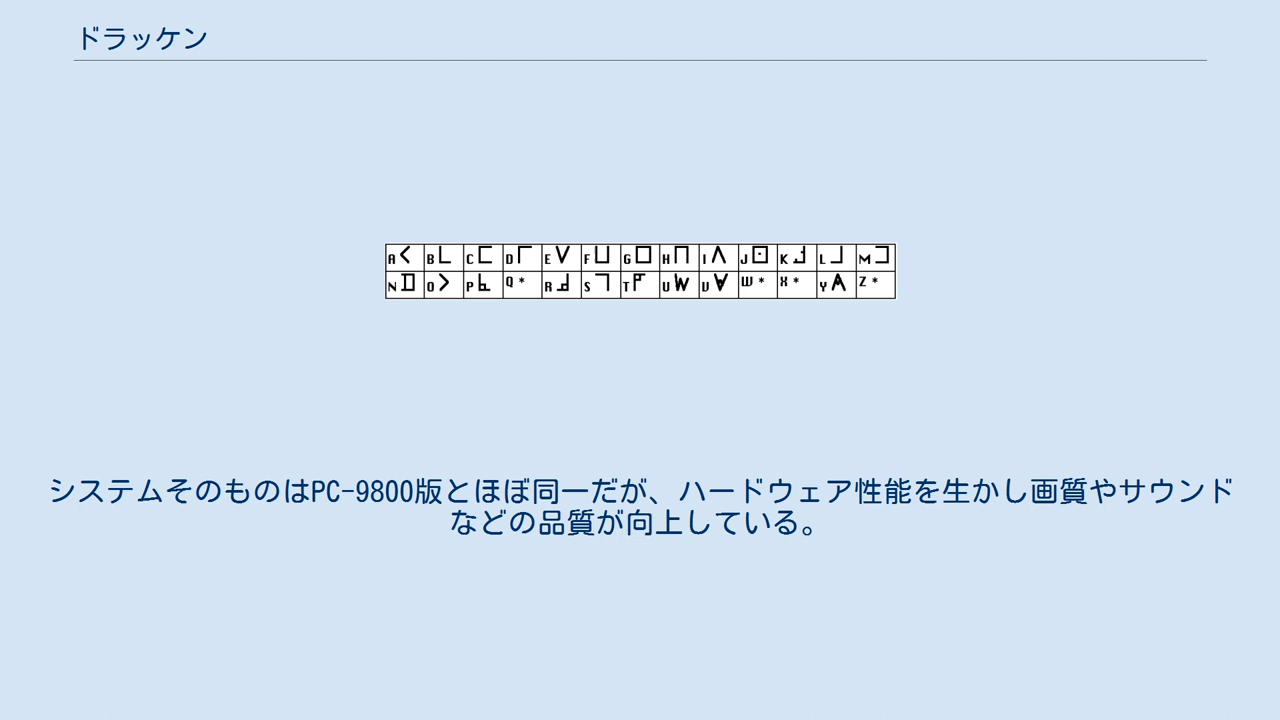 ドラッケン
A B C D E F G H I J K L M
N O P Q * R S T U V W * X * Y Z *
システムそのものはPC-9800版とほぼ同一だが、ハードウェア性能を生かし画質やサウンド
などの品質が向上している。